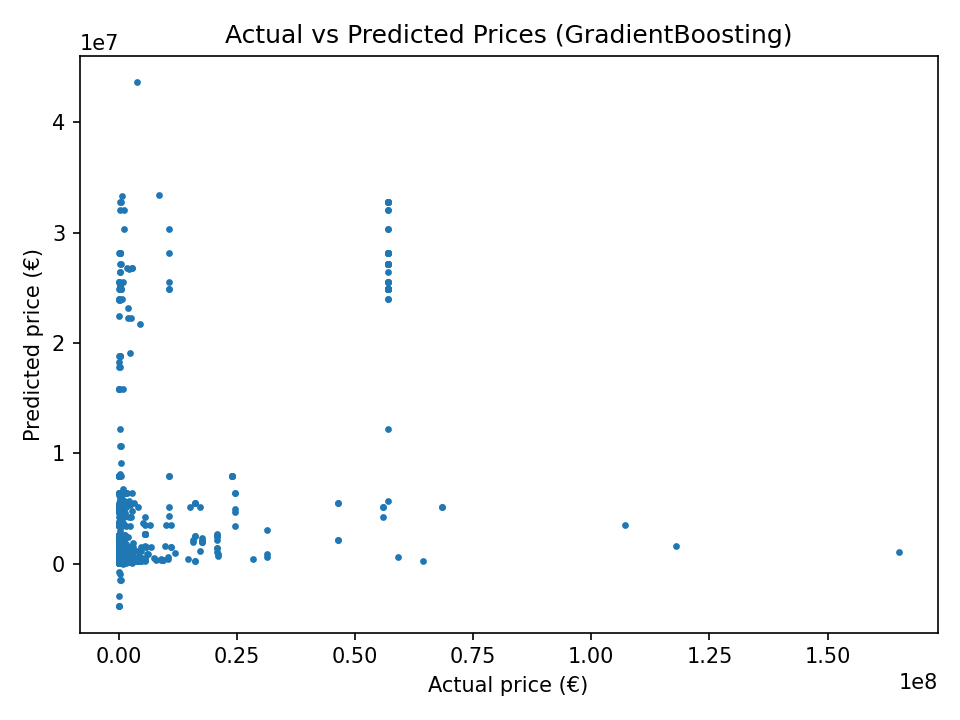 Actual vs Predicted Prices (GradientBoosting)
1e7
4
3
2
1
0
Predicted price (€)
0.00 0.25 0.50 0.75 1.00 1.25 1.50
Actual price (€)
1e8